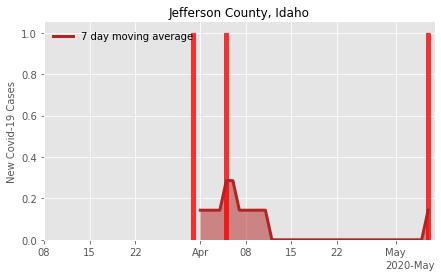 Jefferson County, Idaho
7 day moving average
New Covid-19 Cases
1.0
0.8
0.6
0.4
0.2
0.0
08
15
22
Apr
08
15
22
May
2020-May